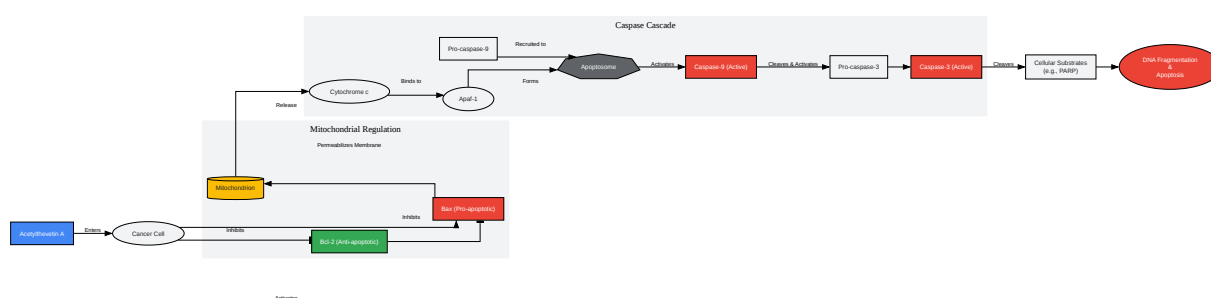 Caspase Cascade
Pro-caspase-9
Recruited to
Apoptosome
Activates
Caspase-9 (Active)
Cleaves & Activates
Pro-caspase-3
Caspase-3 (Active)
Cleaves
Cellular Substrates
(e.g., PARP)
DNA Fragmentation
&
Apoptosis
Cytochrome c
Binds to
Apaf-1
Forms
Release
Mitochondrial Regulation
Permeabilizes Membrane
Mitochondrion
Bax (Pro-apoptotic)
Inhibits
Acetylthevetin A
Enters
Cancer Cell
Inhibits
Bcl-2 (Anti-apoptotic)